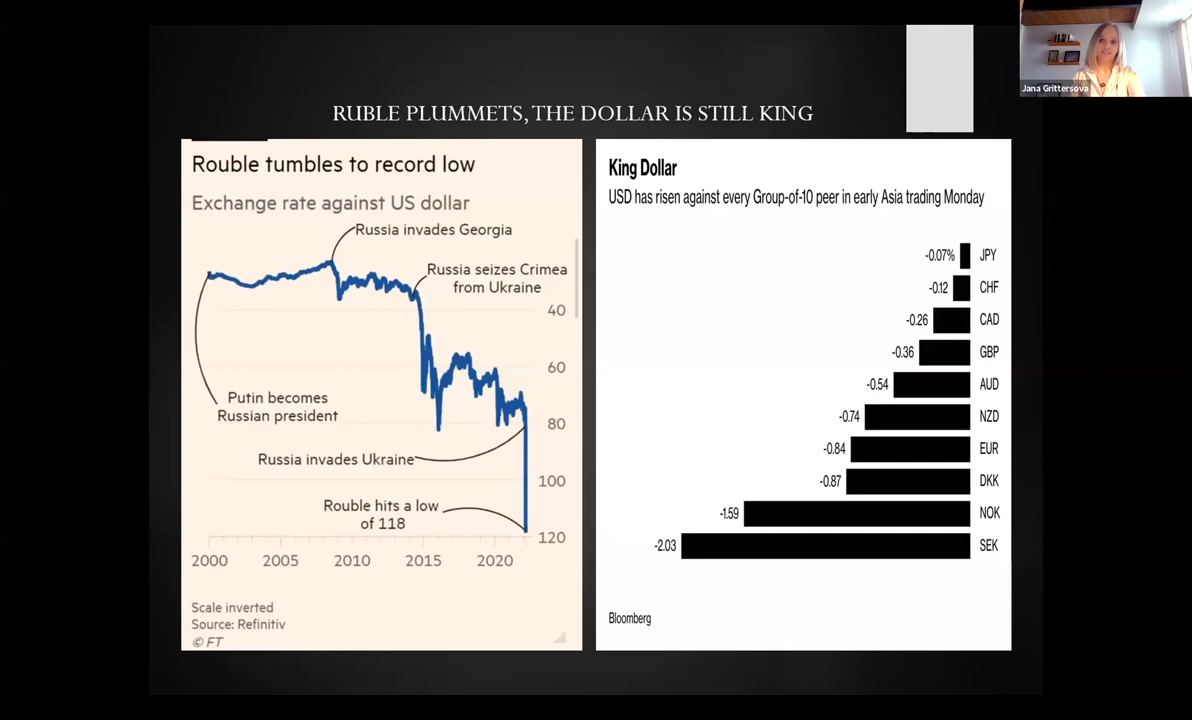 Jana Grittersova
RUBLE PLUMMETS, THE DOLLAR IS STILL KING
Rouble tumbles to record low
Exchange rate against US dollar
Russia invades Georgia
Russia seizes Crimea
from Ukraine
40
60
Putin becomes
Russian president
80
Russia invades Ukraine
100
Rouble hits a low
of 118
120
2000 2005 2010 2015 2020
Scale inverted
Source: Refinitiv
© FT
King Dollar
USD has risen against every Group-of-10 peer in early Asia trading Monday
-0.07% JPY
-0.12 CHF
-0.26 CAD
-0.36 GBP
-0.54 AUD
-0.74 NZD
-0.84 EUR
-0.87 DKK
-1.59 NOK
-2.03 SEK
Bloomberg